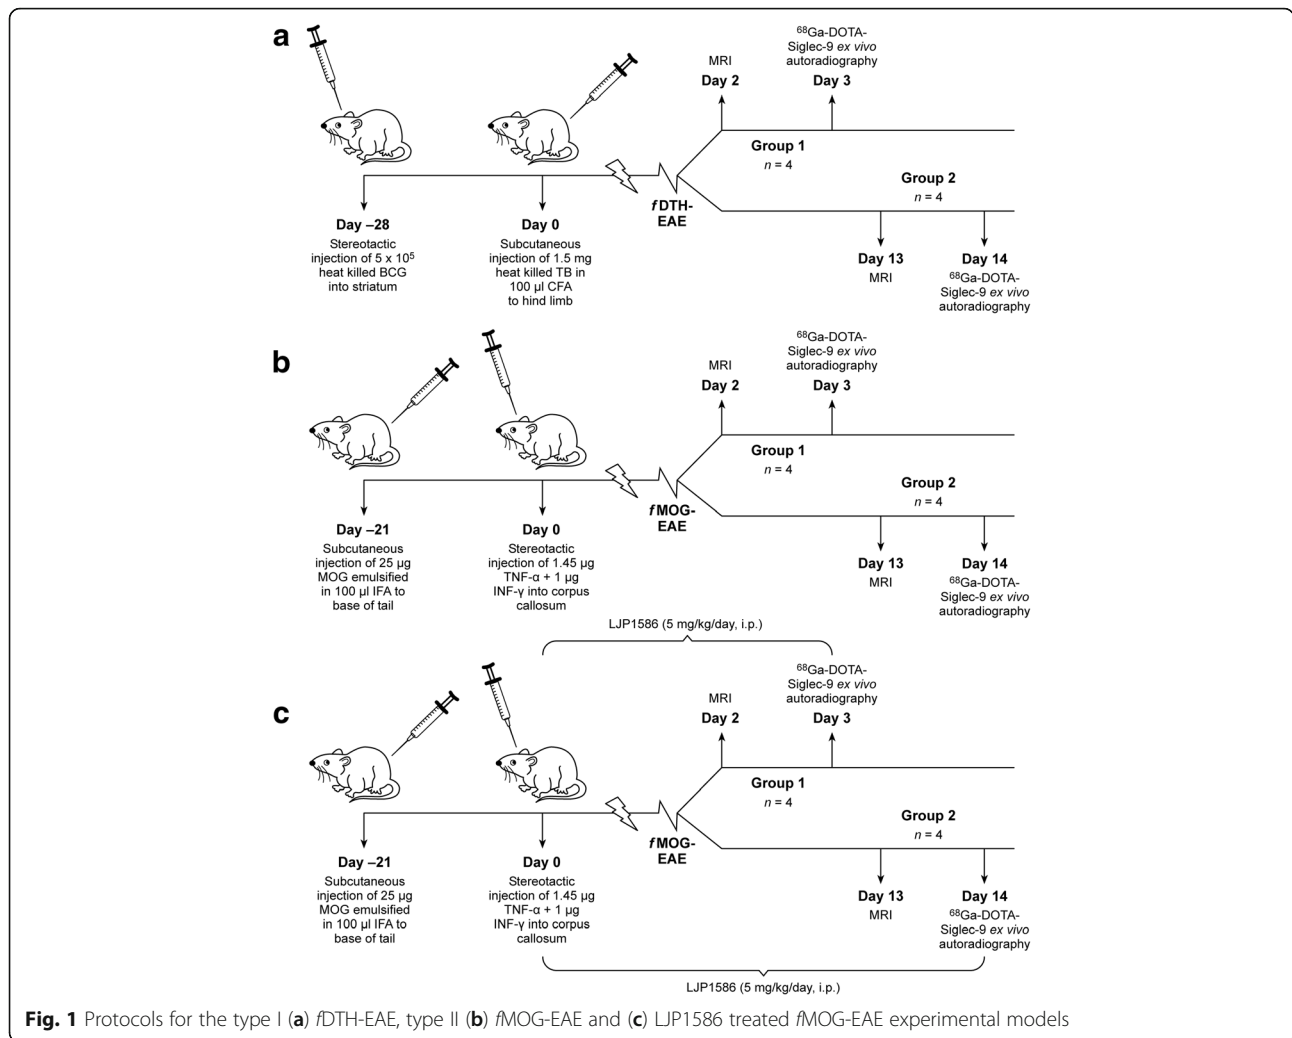 a
Day –28
Stereotactic
injection of 5 x 10⁵
heat killed BCG
into striatum
Day 0
Subcutaneous
injection of 1.5 mg
heat killed TB in
100 µl CFA
to hind limb
fDTH-
EAE
MRI
Day 2
⁶⁸Ga-DOTA-
Siglec-9 ex vivo
autoradiography
Day 3
Group 1
n = 4
Group 2
n = 4
Day 13
MRI
Day 14
⁶⁸Ga-DOTA-
Siglec-9 ex vivo
autoradiography
b
Day –21
Subcutaneous
injection of 25 µg
MOG emulsified
in 100 µl IFA to
base of tail
Day 0
Stereotactic
injection of 1.45 µg
TNF-α + 1 µg
INF-γ into corpus
callosum
fMOG-
EAE
MRI
Day 2
⁶⁸Ga-DOTA-
Siglec-9 ex vivo
autoradiography
Day 3
Group 1
n = 4
Group 2
n = 4
Day 13
MRI
Day 14
⁶⁸Ga-DOTA-
Siglec-9 ex vivo
autoradiography
c
LJP1586 (5 mg/kg/day, i.p.)
Day –21
Subcutaneous
injection of 25 µg
MOG emulsified
in 100 µl IFA to
base of tail
Day 0
Stereotactic
injection of 1.45 µg
TNF-α + 1 µg
INF-γ into corpus
callosum
fMOG-
EAE
MRI
Day 2
⁶⁸Ga-DOTA-
Siglec-9 ex vivo
autoradiography
Day 3
Group 1
n = 4
Group 2
n = 4
Day 13
MRI
Day 14
⁶⁸Ga-DOTA-
Siglec-9 ex vivo
autoradiography
LJP1586 (5 mg/kg/day, i.p.)
Fig. 1 Protocols for the type I (a) fDTH-EAE, type II (b) fMOG-EAE and (c) LJP1586 treated fMOG-EAE experimental models